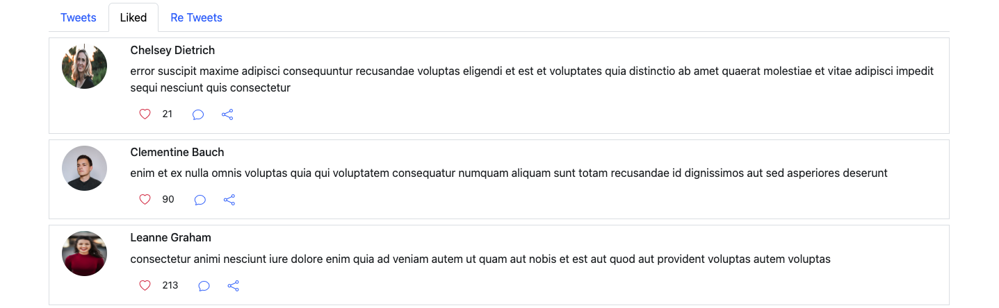 Tweets Liked Re Tweets
Chelsey Dietrich
error suscipit maxime adipisci consequuntur recusandae voluptas eligendi et est et voluptates quia distinctio ab amet quaerat molestiae et vitae adipisci impedit
sequi nesciunt quis consectetur
21
Clementine Bauch
enim et ex nulla omnis voluptas quia qui voluptatem consequatur numquam aliquam sunt totam recusandae id dignissimos aut sed asperiores deserunt
90
Leanne Graham
consectetur animi nesciunt iure dolore enim quia ad veniam autem ut quam aut nobis et est aut quod aut provident voluptas autem voluptas
213